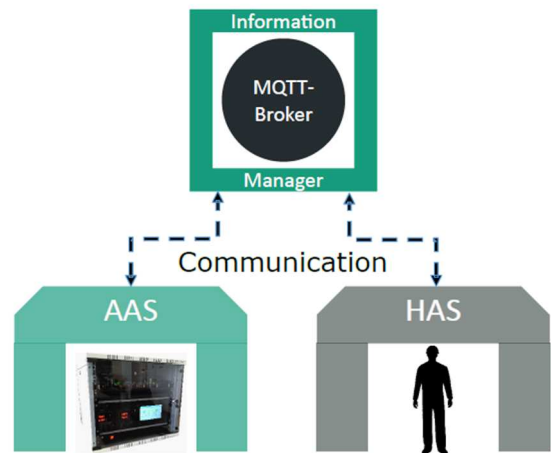 Information
MQTT-
Broker
Manager
Communication
AAS
HAS